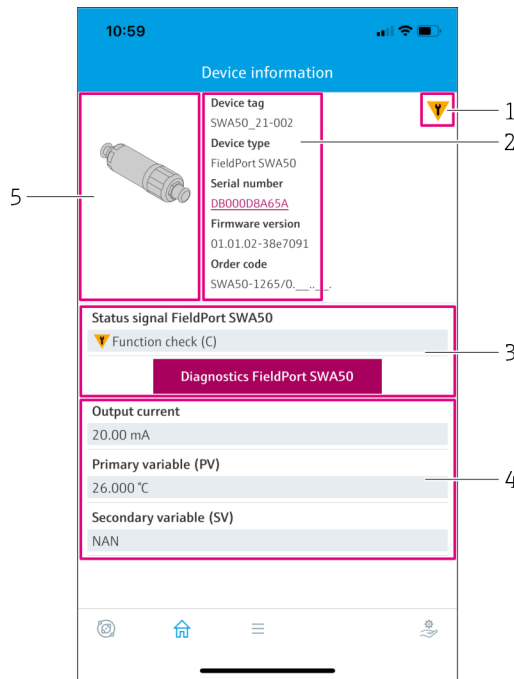 10:59
Device information
Device tag
SWA50_21-002
Device type
FieldPort SWA50
Serial number
DB000D8A65A
Firmware version
01.01.02-38e7091
Order code
SWA50-1265/0.__..__.
1
2
5
Status signal FieldPort SWA50
Function check (C)
3
Diagnostics FieldPort SWA50
Output current
20.00 mA
Primary variable (PV)
26.000 °C
4
Secondary variable (SV)
NAN